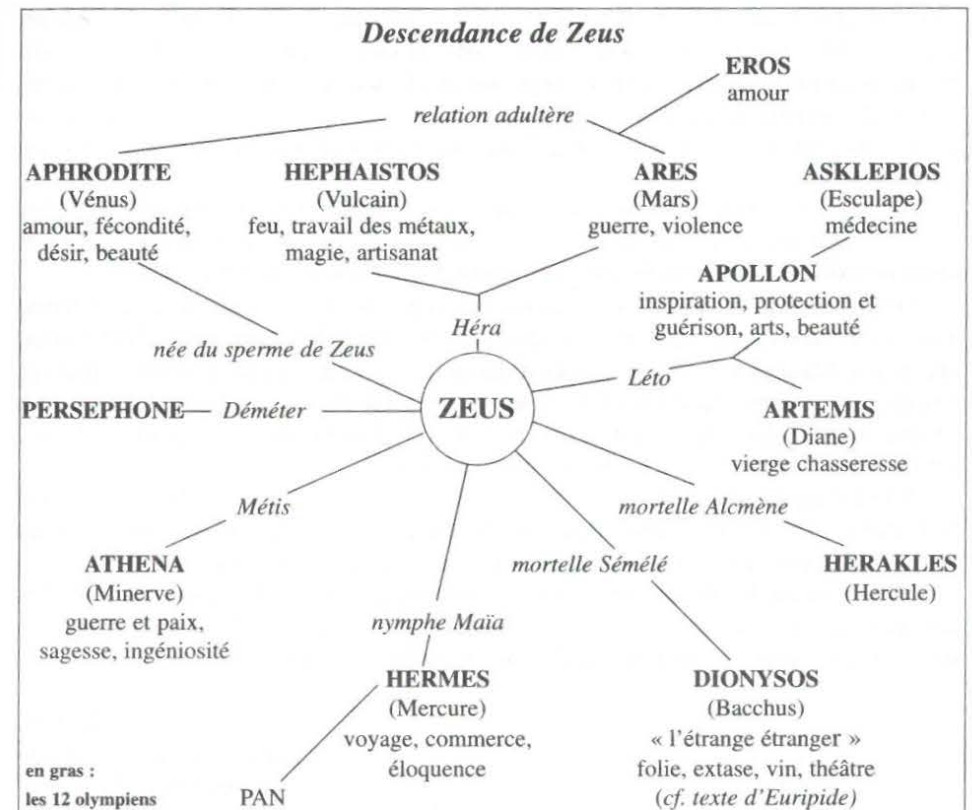 Descendance de Zeus
EROS
amour
relation adultère
APHRODITE
(Vénus)
amour, fécondité,
désir, beauté
HEPHAISTOS
(Vulcain)
feu, travail des métaux,
magie, artisanat
ARES
(Mars)
guerre, violence
ASKLEPIOS
(Esculape)
médecine
APOLLON
inspiration, protection et
guérison, arts, beauté
Héra
née du sperme de Zeus
Léto
PERSEPHONE
Déméter
ZEUS
ARTEMIS
(Diane)
vierge chasseresse
Métis
mortelle Alcmène
ATHENA
(Minerve)
guerre et paix,
sagesse, ingéniosité
mortelle Sémélé
HERAKLES
(Hercule)
nymphe Maïa
HERMES
(Mercure)
voyage, commerce,
éloquence
DIONYSOS
(Bacchus)
« l'étrange étranger »
folie, extase, vin, théâtre
(cf. texte d'Euripide)
en gras :
les 12 olympiens
PAN